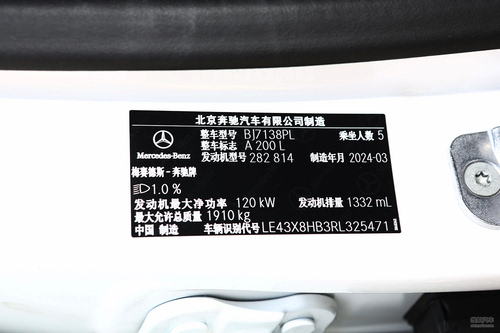 北京奔驰汽车有限公司制造
整车型号 BJ7138PL 乘坐人数 5
整车标志 A 200 L
发动机型号 282 814 制造年月 2024-03
Mercedes-Benz
梅赛德斯-奔驰牌
1.0 %
发动机最大净功率 120 kW 发动机排量 1332 mL
最大允许总质量 1910 kg
中国 制造 车辆识别代号 LE43X8HB3RL325471